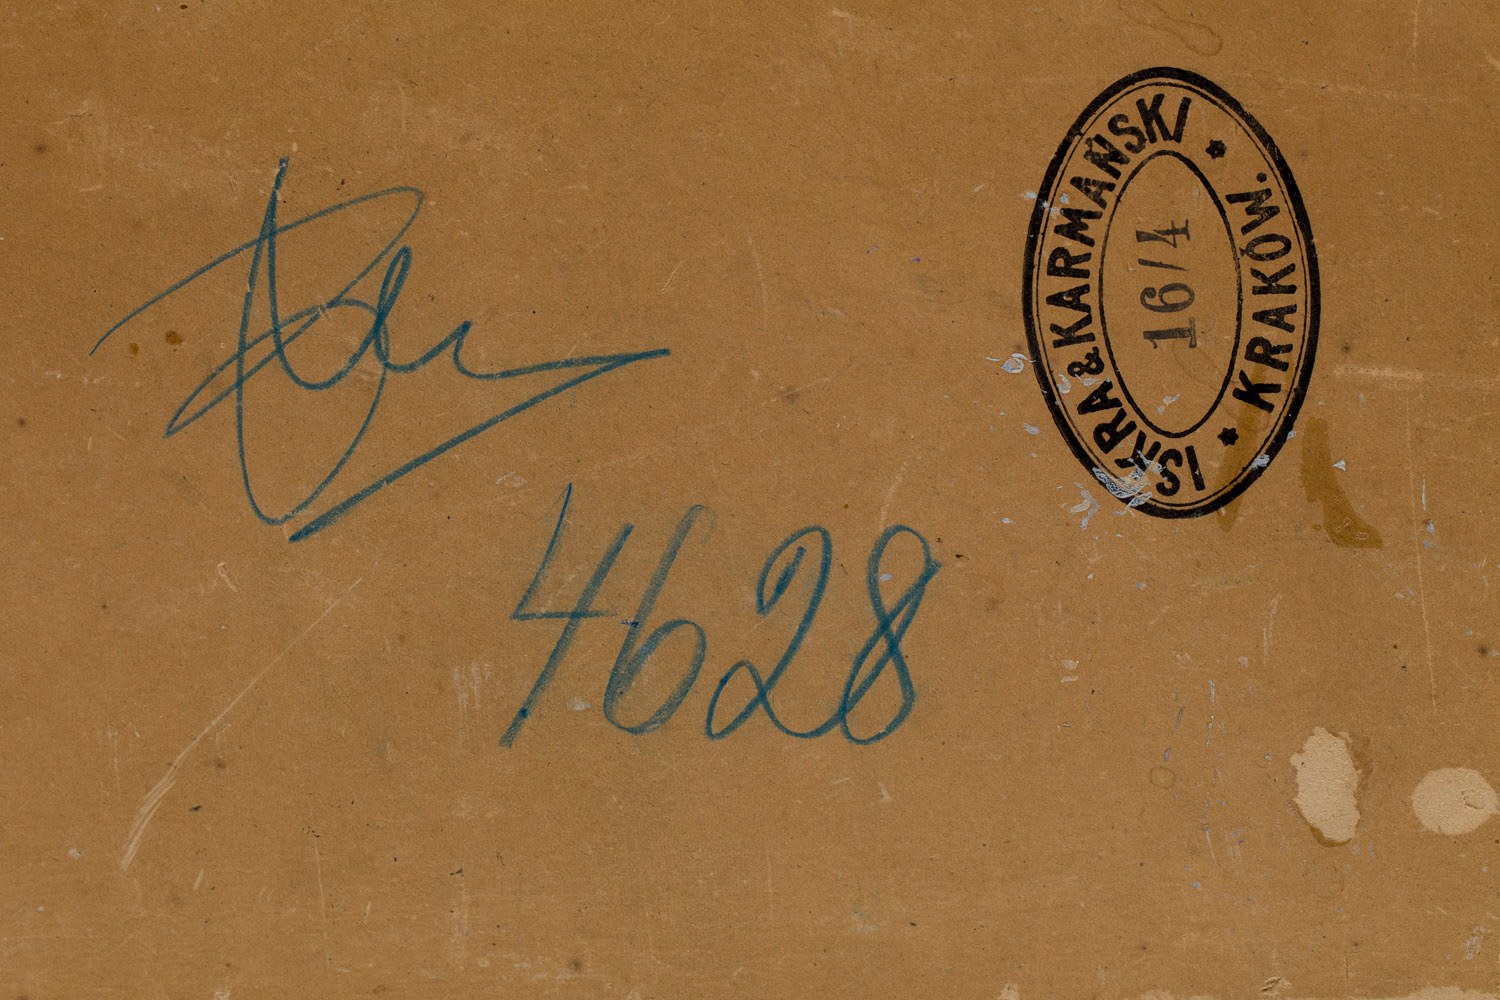 ISKRA & KARMAŃSKI
* KRAKÓW. *
16/4
4628